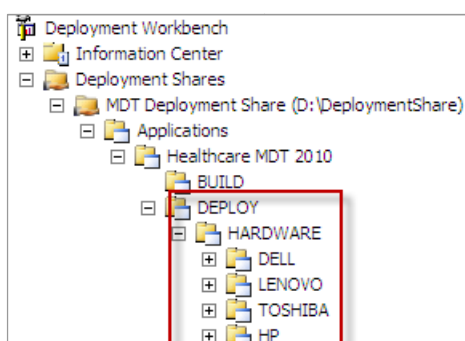 Deployment Workbench
Information Center
Deployment Shares
MDT Deployment Share (D:\DeploymentShare)
Applications
Healthcare MDT 2010
BUILD
DEPLOY
HARDWARE
DELL
LENOVO
TOSHIBA
HP